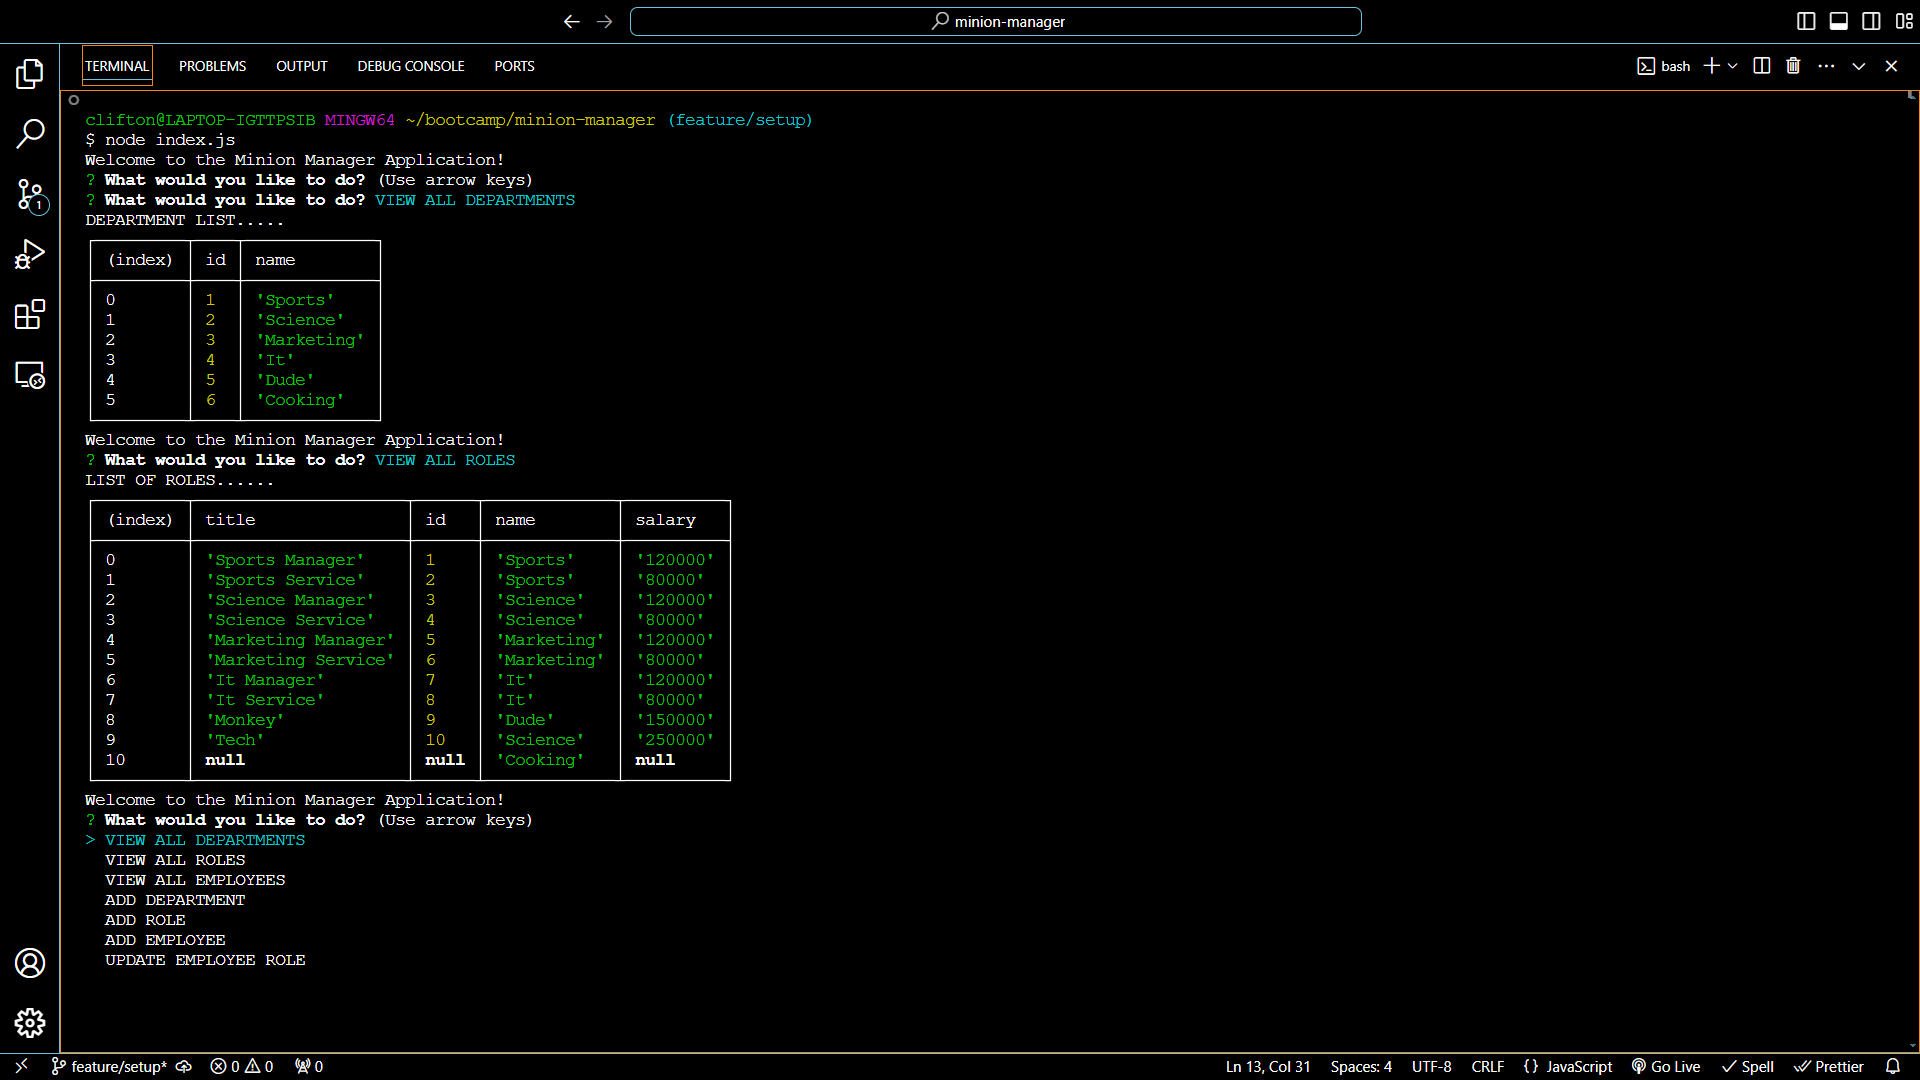 minion-manager
TERMINAL PROBLEMS OUTPUT DEBUG CONSOLE PORTS bash
clifton@LAPTOP-IGTTPSIB MINGW64 ~/bootcamp/minion-manager (feature/setup)
$ node index.js
Welcome to the Minion Manager Application!
? What would you like to do? (Use arrow keys)
? What would you like to do? VIEW ALL DEPARTMENTS
DEPARTMENT LIST.....
(index) id name
0 1 'Sports'
1 2 'Science'
2 3 'Marketing'
3 4 'It'
4 5 'Dude'
5 6 'Cooking'
Welcome to the Minion Manager Application!
? What would you like to do? VIEW ALL ROLES
LIST OF ROLES......
(index) title id name salary
0 'Sports Manager' 1 'Sports' '120000'
1 'Sports Service' 2 'Sports' '80000'
2 'Science Manager' 3 'Science' '120000'
3 'Science Service' 4 'Science' '80000'
4 'Marketing Manager' 5 'Marketing' '120000'
5 'Marketing Service' 6 'Marketing' '80000'
6 'It Manager' 7 'It' '120000'
7 'It Service' 8 'It' '80000'
8 'Monkey' 9 'Dude' '150000'
9 'Tech' 10 'Science' '250000'
10 null null 'Cooking' null
Welcome to the Minion Manager Application!
? What would you like to do? (Use arrow keys)
> VIEW ALL DEPARTMENTS
VIEW ALL ROLES
VIEW ALL EMPLOYEES
ADD DEPARTMENT
ADD ROLE
ADD EMPLOYEE
UPDATE EMPLOYEE ROLE
1
feature/setup* 0 0 0 Ln 13, Col 31 Spaces: 4 UTF-8 CRLF {} JavaScript Go Live Spell Prettier